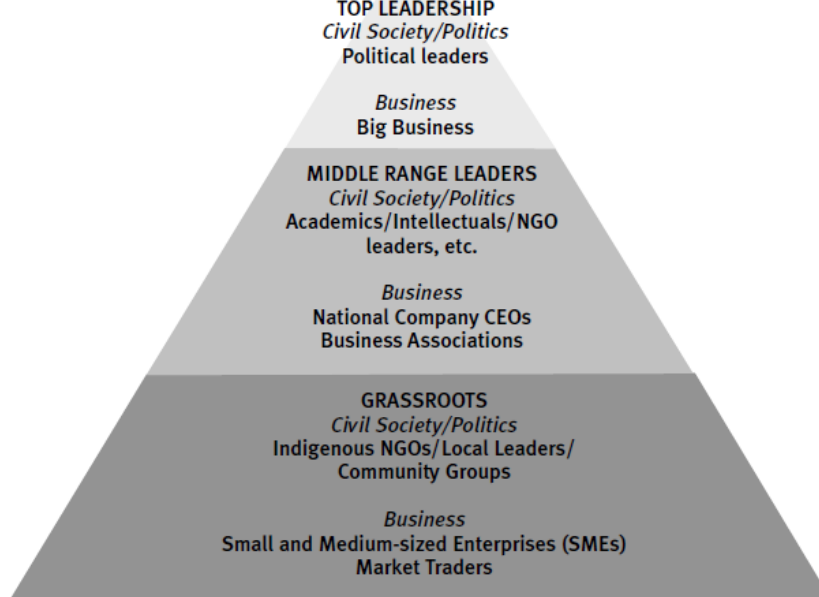 TOP LEADERSHIP
Civil Society/Politics
Political leaders
Business
Big Business
MIDDLE RANGE LEADERS
Civil Society/Politics
Academics/Intellectuals/NGO
leaders, etc.
Business
National Company CEOs
Business Associations
GRASSROOTS
Civil Society/Politics
Indigenous NGOs/Local Leaders/
Community Groups
Business
Small and Medium-sized Enterprises (SMEs)
Market Traders